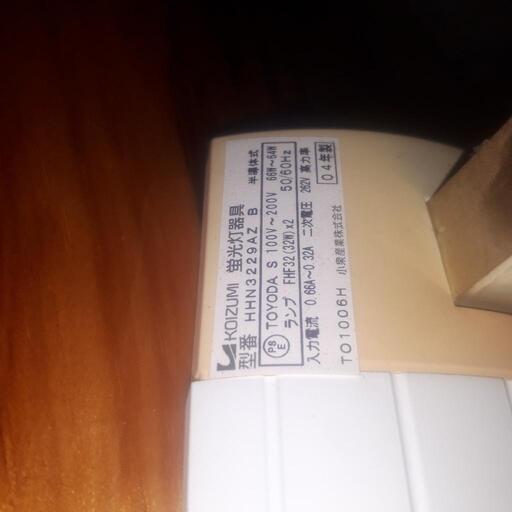 KOIZUMI 蛍光灯器具
型番 HHN3229AZ B 半導体式
PS E TOYODA S 100V～200V 66W～64W
ランプ FHF32(32W)x2 50/60Hz
入力電流 0.66A～0.32A 二次電圧 262V 高力率
TO1006H 小泉産業株式会社 04年製